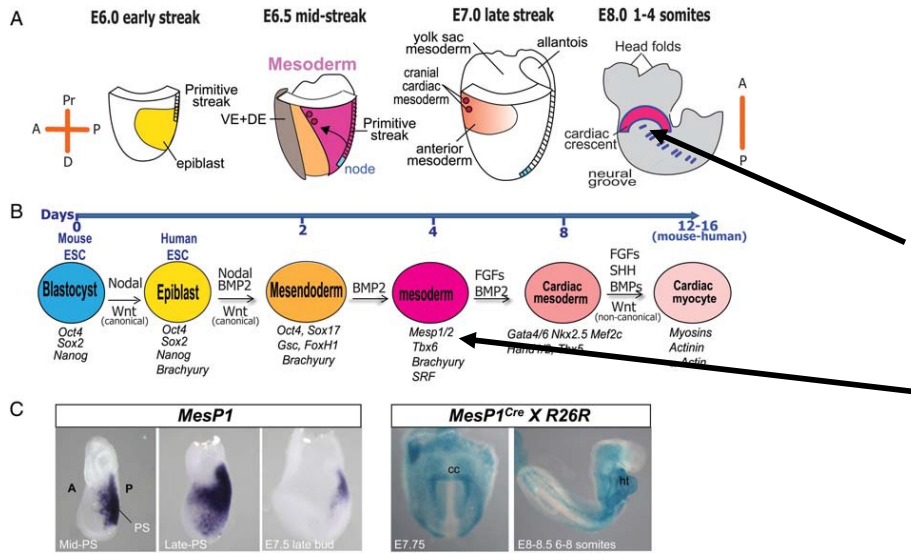 E6.0 early streak
E6.5 mid-streak
E7.0 late streak
E8.0 1-4 somites
A
Pr
A
P
D
Primitive
streak
epiblast
Mesoderm
VE+DE
Primitive
streak
node
yolk sac
mesoderm
allantois
cranial
cardiac
mesoderm
anterior
mesoderm
Head folds
cardiac
crescent
neural
groove
A
P
B
Days
0
2
4
8
12-16
(mouse-human)
Mouse
ESC
Human
ESC
Blastocyst
Nodal
Wnt
(canonical)
Epiblast
Nodal
BMP2
Wnt
(canonical)
Mesendoderm
BMP2
mesoderm
FGFs
BMP2
Cardiac
mesoderm
FGFs
SHH
BMPs
Wnt
(non-canonical)
Cardiac
myocyte
Oct4
Sox2
Nanog
Oct4
Sox2
Nanog
Brachyury
Oct4, Sox17
Gsc, FoxH1
Brachyury
Mesp1/2
Tbx6
Brachyury
SRF
Gata4/6 Nkx2.5 Mef2c
Myosins
Actinin
Actin
C
MesP1
MesP1Cre X R26R
A
P
PS
Mid-PS
Late-PS
E7.5 late bud
cc
E7.75
ht
E8-8.5 6-8 somites